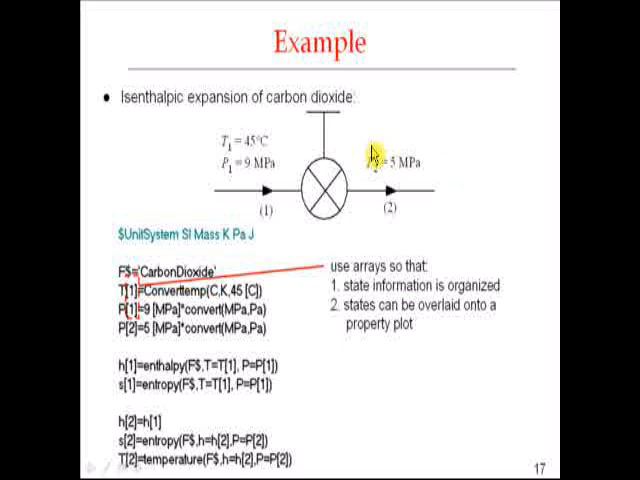 Example
● Isenthalpic expansion of carbon dioxide:
T1 = 45°C
P1 = 9 MPa
P2 = 5 MPa
(1)
(2)
$UnitSystem SI Mass K Pa J
F$='CarbonDioxide'
T[1]=Converttemp(C,K,45 [C])
P[1]=9 [MPa]*convert(MPa,Pa)
P[2]=5 [MPa]*convert(MPa,Pa)
use arrays so that:
1. state information is organized
2. states can be overlaid onto a
property plot
h[1]=enthalpy(F$,T=T[1], P=P[1])
s[1]=entropy(F$,T=T[1], P=P[1])
h[2]=h[1]
s[2]=entropy(F$,h=h[2],P=P[2])
T[2]=temperature(F$,h=h[2],P=P[2])
17